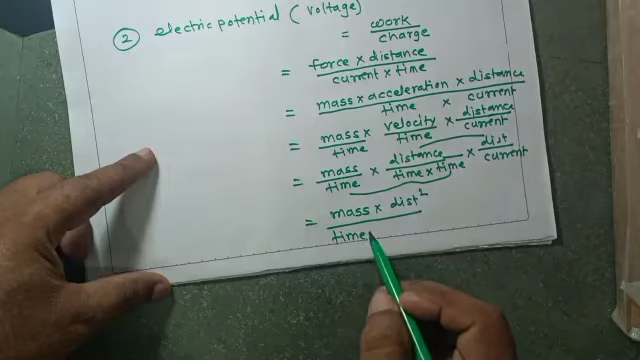 ② electric potential (voltage)
= work / charge
= force × distance / current × time
= mass × acceleration × distance / time × current
= mass / time × velocity / time × distance / current
= mass / time × distance / time × time × dist / current
= mass × dist² / time